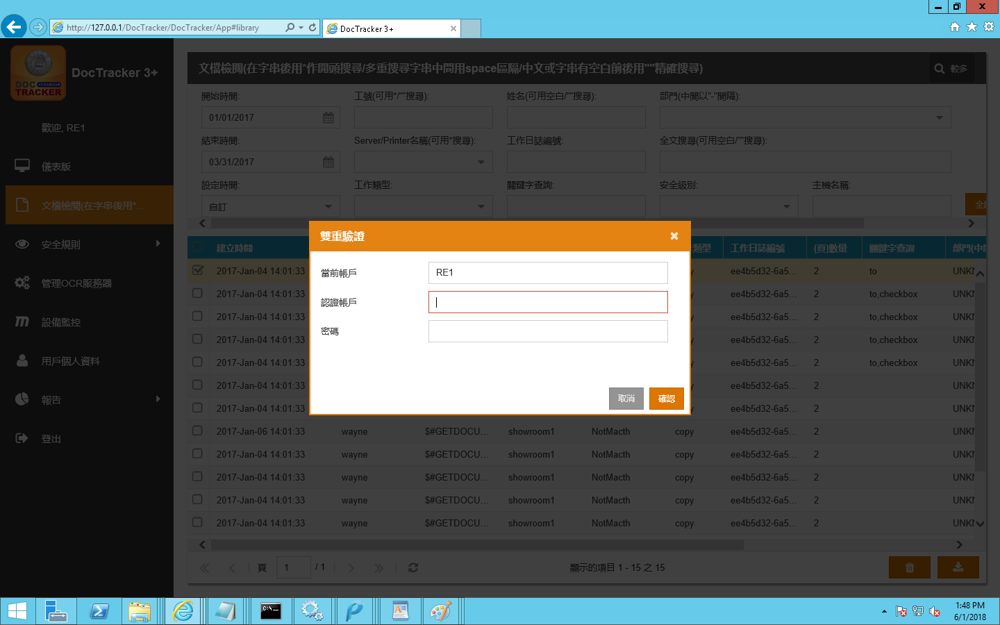 http://127.0.0.1/DocTracker/DocTracker/App#library
DocTracker 3+
DOC
TRACKER
DocTracker 3+
歡迎, RE1
儀表版
文檔檢閱(在字串後用*...
安全規則
管理OCR服務器
設備監控
用戶個人資料
報告
登出
文檔檢閱(在字串後用*作開頭搜尋/多重搜尋字串中間用space區隔/中文或字串有空白前後用""精確搜尋)
較多
開始時間:
工號(可用*/""搜尋):
姓名(可用空白/""搜尋):
部門(中間以"-"間隔):
01/01/2017
結束時間:
Server/Printer名稱(可用*搜尋):
工作日誌編號:
全文搜尋(可用空白/""搜尋):
03/31/2017
設定時間:
工作類型:
關鍵字查詢:
安全級別:
主機名稱:
自訂
建立時間
類型
工作日誌編號
(頁)數量
關鍵字查詢
部門(中間
2017-Jan-04 14:01:33 ee4b5d32-6a5... 2 to UNKN
2017-Jan-04 14:01:33 ee4b5d32-6a5... 2 to,checkbox UNKN
2017-Jan-04 14:01:33 ee4b5d32-6a5... 2 to,checkbox UNKN
2017-Jan-04 14:01:33 ee4b5d32-6a5... 2 to,checkbox UNKN
2017-Jan-04 14:01:33 ee4b5d32-6a5... 2 to,checkbox UNKN
2017-Jan-04 14:01:33 ee4b5d32-6a5... 2 UNKN
2017-Jan-04 14:01:33 ee4b5d32-6a5... 2 UNKN
2017-Jan-06 14:01:33 wayne $#GETDOCU... showroom1 NotMacth copy ee4b5d32-6a5... 2 UNKN
2017-Jan-04 14:01:33 wayne $#GETDOCU... showroom1 NotMacth copy ee4b5d32-6a5... 2 UNKN
2017-Jan-04 14:01:33 wayne $#GETDOCU... showroom1 NotMacth copy ee4b5d32-6a5... 2 UNKN
2017-Jan-04 14:01:33 wayne $#GETDOCU... showroom1 NotMacth copy ee4b5d32-6a5... 2 UNKN
2017-Jan-04 14:01:33 wayne $#GETDOCU... showroom1 NotMacth copy ee4b5d32-6a5... 2 UNKN
雙重驗證
當前帳戶
RE1
認證帳戶
密碼
取消
確認
頁 1 / 1
顯示的項目 1 - 15 之 15
1:48 PM
6/1/2018